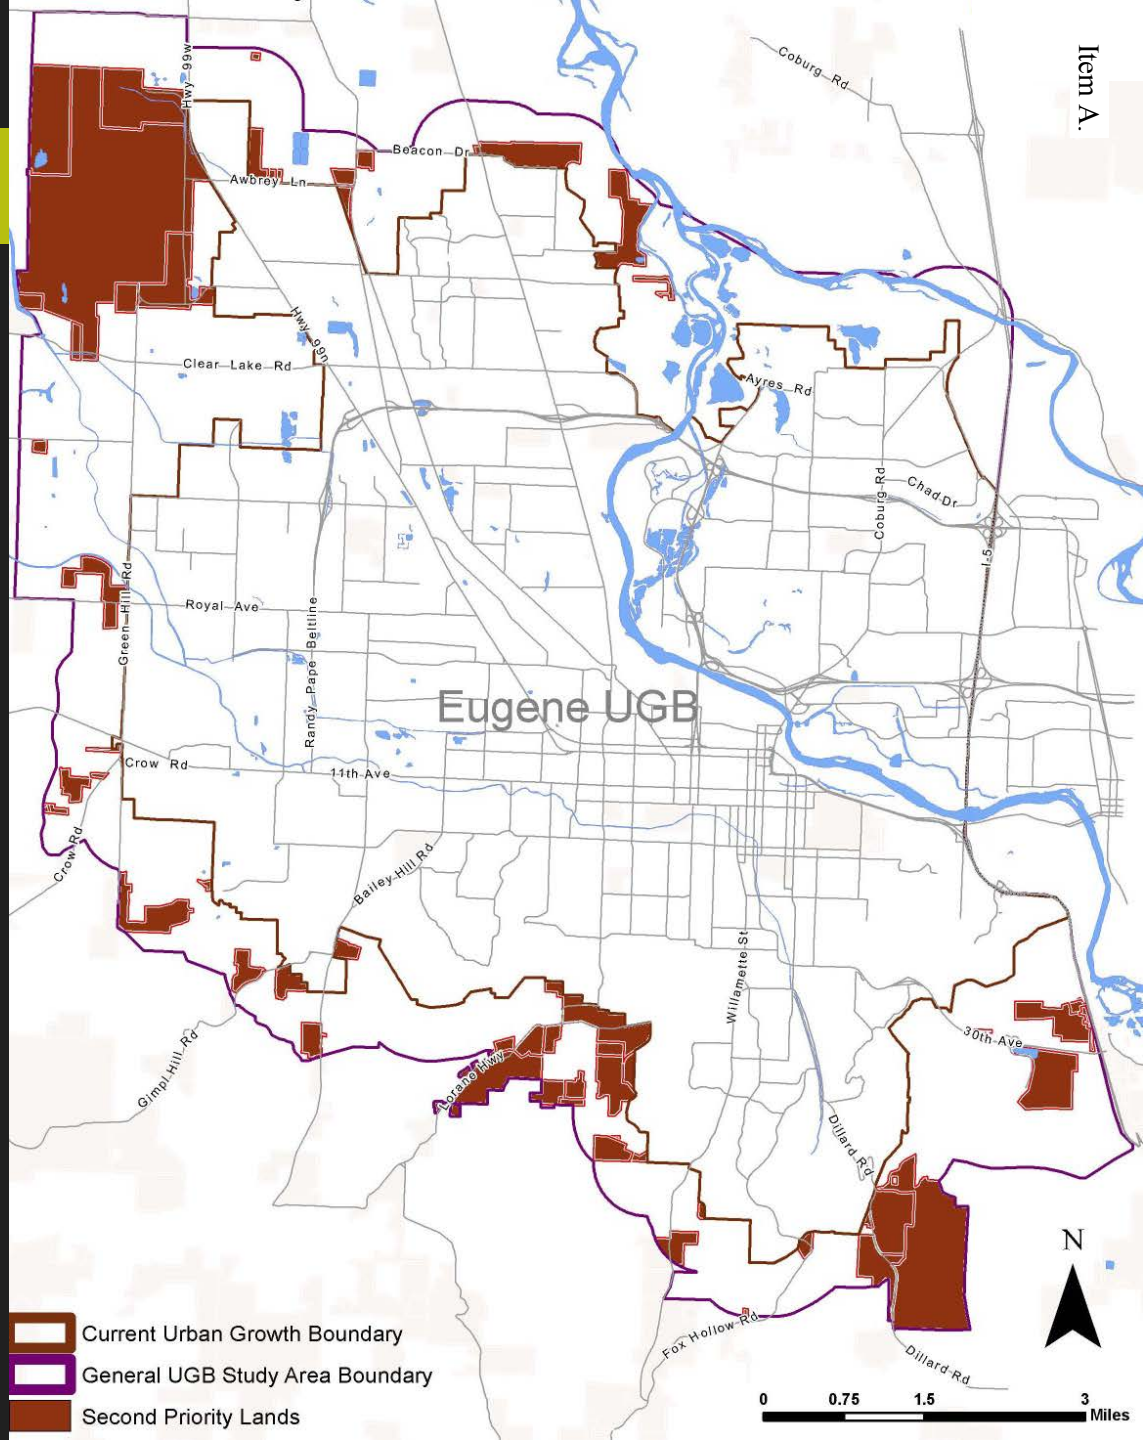 Item A.
Coburg Rd
Hwy 99w
Beacon Dr
Awbrey Ln
Hwy 99n
Clear Lake Rd
Ayres Rd
Coburg Rd
Chad Dr
I-5
Green Hill Rd
Royal Ave
Randy Pape Beltline
Eugene UGB
Crow Rd
11th Ave
Crow Rd
Bailey Hill Rd
Willamette St
30th Ave
Gimpl Hill Rd
Lorane Hwy
Dillard Rd
N
Fox Hollow Rd
Dillard Rd
Current Urban Growth Boundary
General UGB Study Area Boundary
Second Priority Lands
0 0.75 1.5 3
Miles